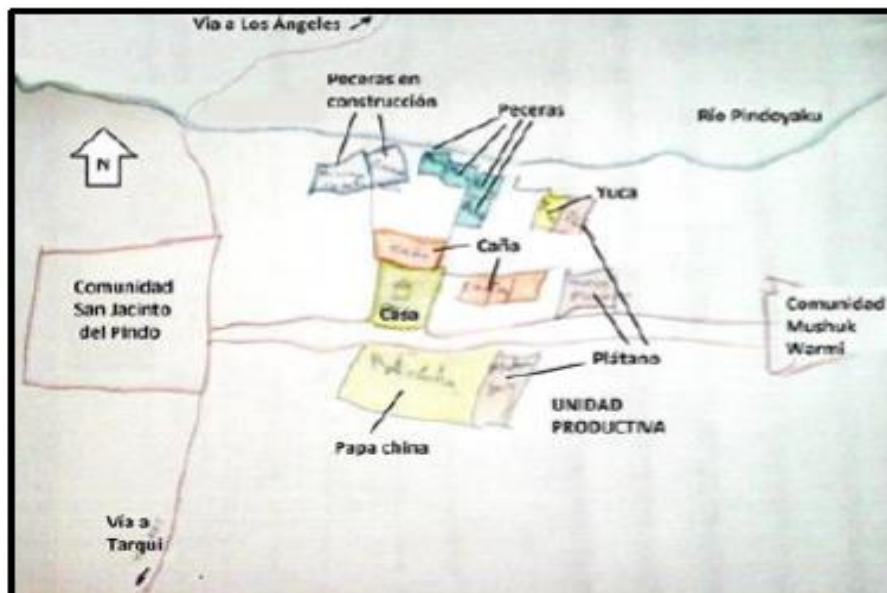 Vía a Los Ángeles
Peceras en
construcción
Peceras
Río Pindoyaku
N
Yuca
Caña
Comunidad
San Jacinto
del Pindo
Casa
Comunidad
Mushuk
Warmi
Plátano
UNIDAD
PRODUCTIVA
Papa china
Vía a
Tarqui